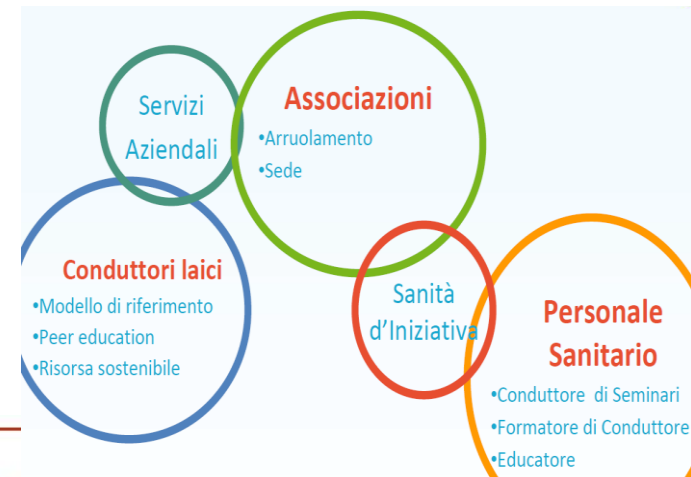 Servizi
Aziendali
Associazioni
•Arruolamento
•Sede
Conduttori laici
•Modello di riferimento
•Peer education
•Risorsa sostenibile
Sanità
d'Iniziativa
Personale
Sanitario
•Conduttore di Seminari
•Formatore di Conduttore
•Educatore